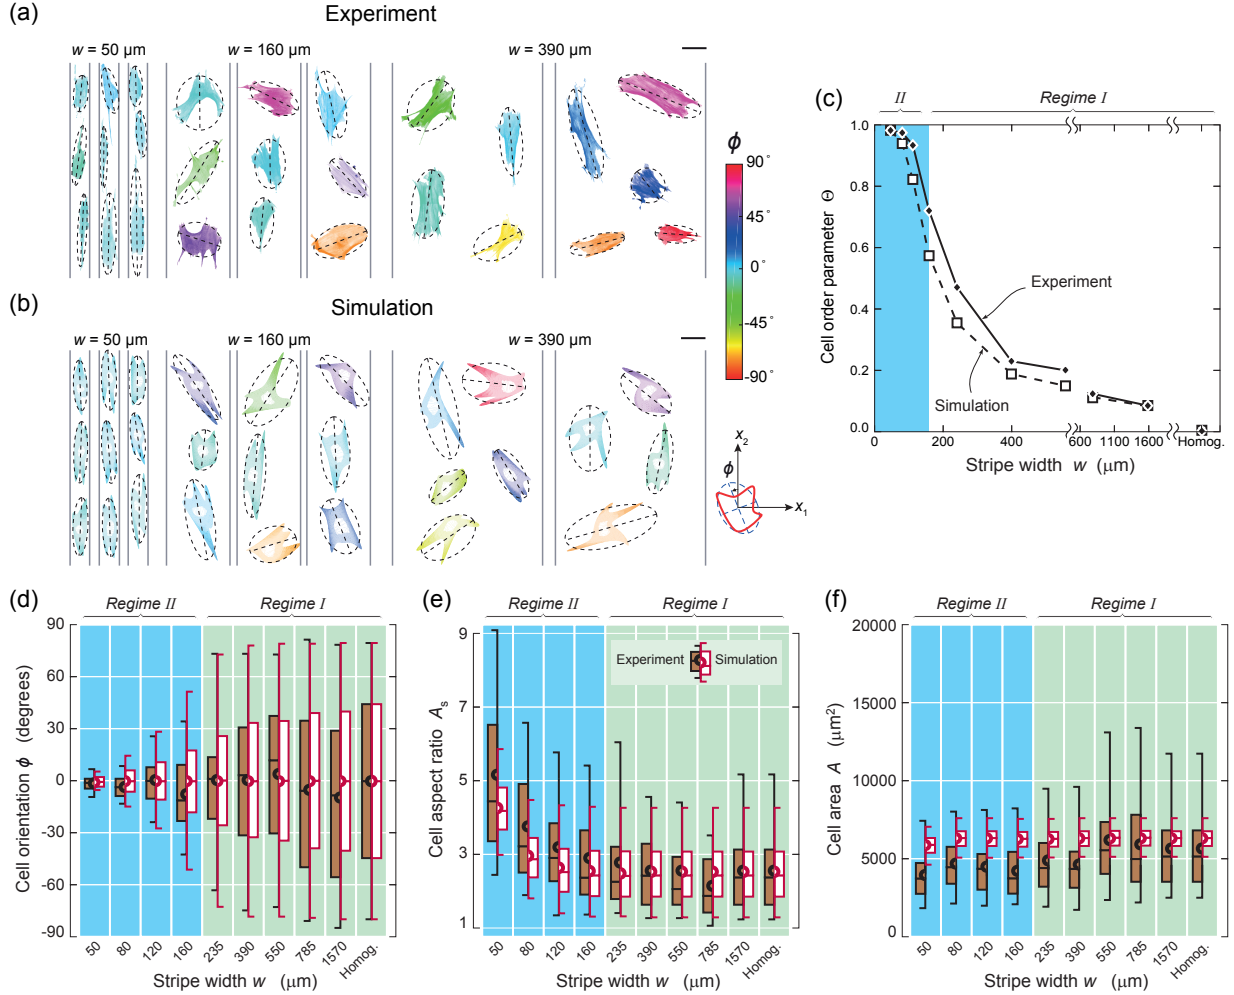 (a)
Experiment
w = 50 μm
w = 160 μm
w = 390 μm
ϕ
90°
45°
0°
-45°
-90°
(b)
Simulation
w = 50 μm
w = 160 μm
w = 390 μm
x2
ϕ
x1
(c)
II
Regime I
1.0
0.8
0.6
0.4
0.2
0.0
Cell order parameter Θ
Experiment
Simulation
0
200
400
600
1100
1600
Homog.
Stripe width w (μm)
(d)
Regime II
Regime I
90
60
30
0
-30
-60
-90
Cell orientation ϕ (degrees)
50
80
120
160
235
390
550
785
1570
Homog.
Stripe width w (μm)
(e)
Regime II
Regime I
9
7
5
3
1
Cell aspect ratio As
Experiment
Simulation
50
80
120
160
235
390
550
785
1570
Homog.
Stripe width w (μm)
(f)
Regime II
Regime I
20000
15000
10000
5000
0
Cell area A (μm²)
50
80
120
160
235
390
550
785
1570
Homog.
Stripe width w (μm)